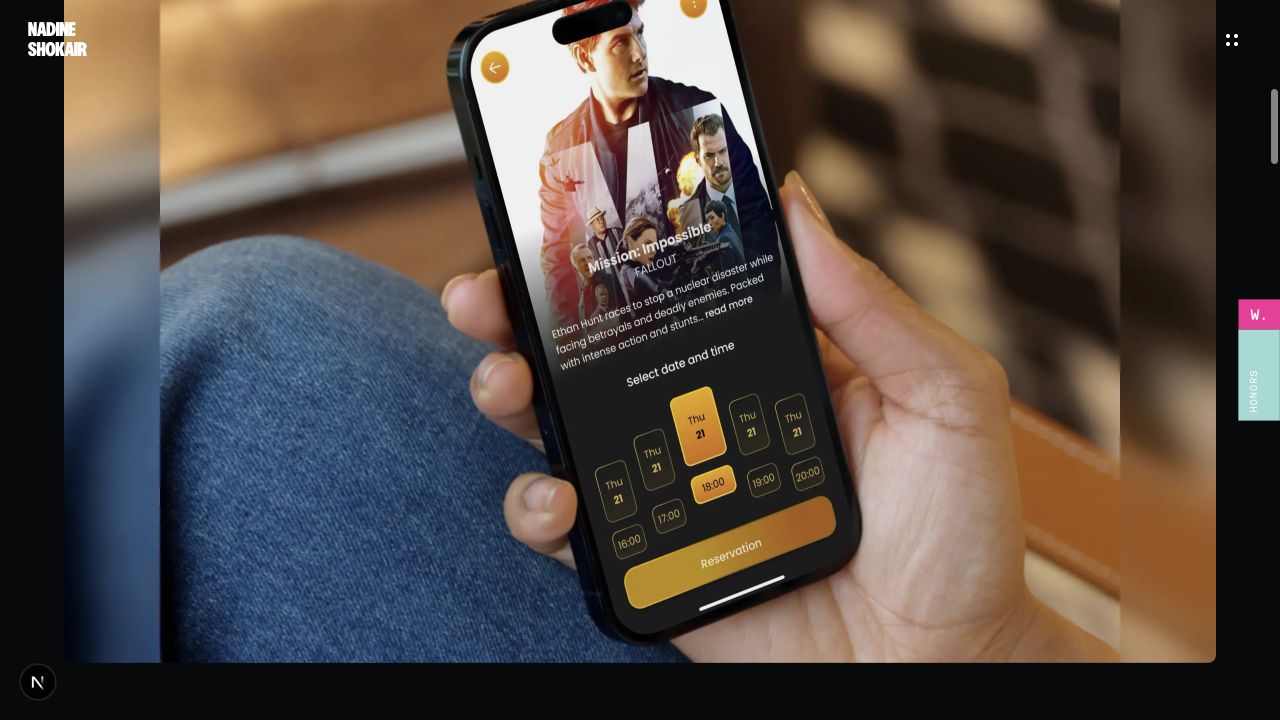 NADINE
SHOKAIR
Mission: Impossible
FALLOUT
Ethan Hunt races to stop a nuclear disaster while
facing betrayals and deadly enemies. Packed
with intense action and stunts... read more
Select date and time
Thu
21
Thu
21
Thu
21
Thu
21
Thu
21
16:00
17:00
18:00
19:00
20:00
Reservation
W.
HONORS
N